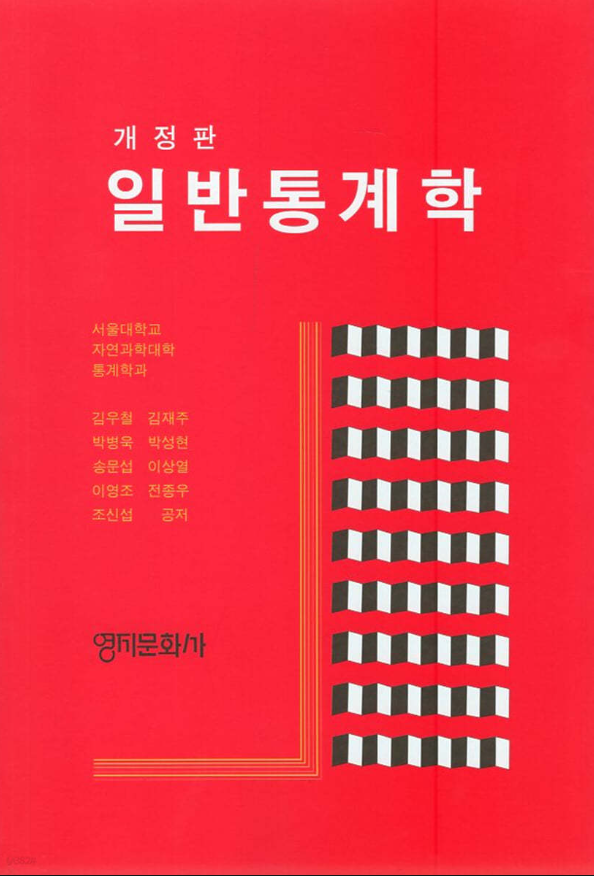 개정판
일반통계학
서울대학교
자연과학대학
통계학과
김우철 김재주
박병욱 박성현
송문섭 이상열
이영조 전종우
조신섭 공저
영지문화사